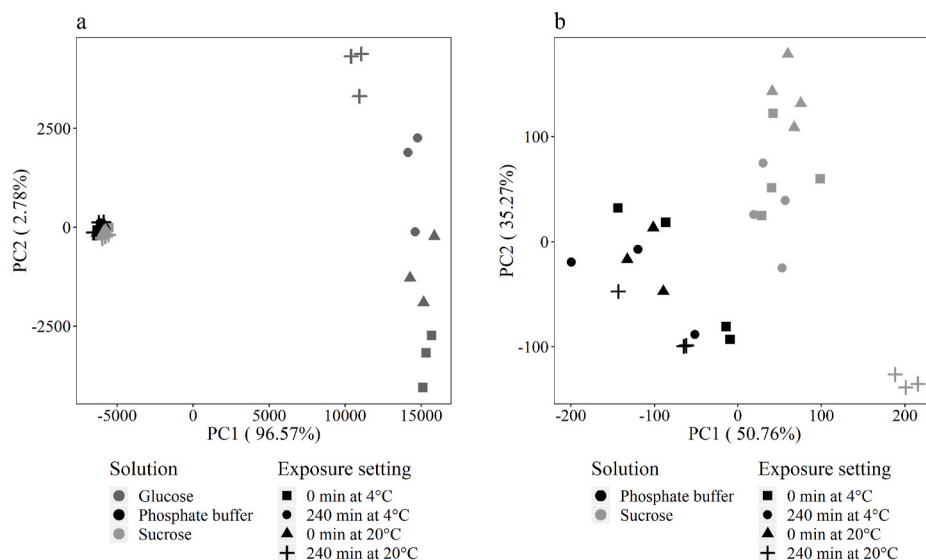 a
b
2500
0
-2500
PC2 ( 2.78%)
-5000 0 5000 10000 15000
PC1 ( 96.57%)
100
0
-100
PC2 ( 35.27%)
-200 -100 0 100 200
PC1 ( 50.76%)
Solution
Glucose
Phosphate buffer
Sucrose
Exposure setting
0 min at 4°C
240 min at 4°C
0 min at 20°C
240 min at 20°C
Solution
Phosphate buffer
Sucrose
Exposure setting
0 min at 4°C
240 min at 4°C
0 min at 20°C
240 min at 20°C